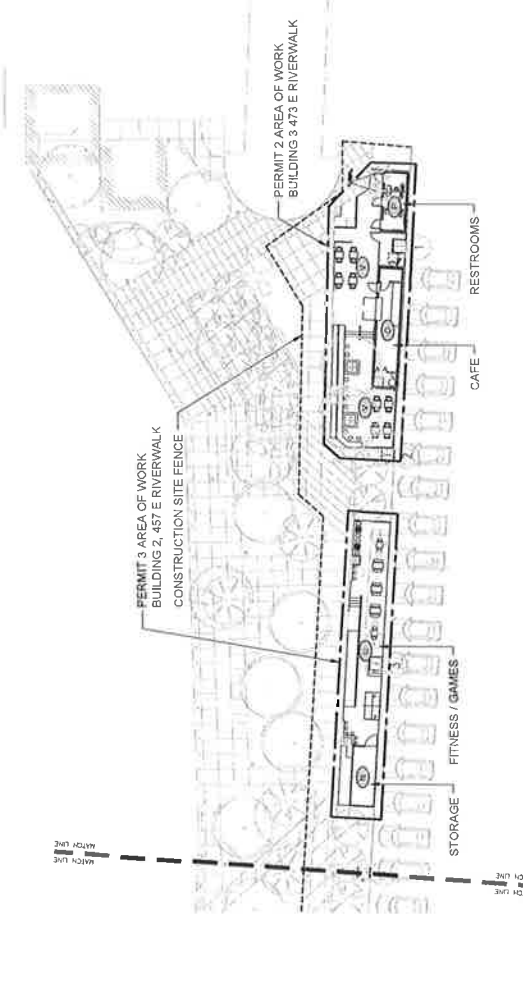 PERMIT 2 AREA OF WORK
BUILDING 3 473 E RIVERWALK
PERMIT 3 AREA OF WORK
BUILDING 2, 457 E RIVERWALK
CONSTRUCTION SITE FENCE
RESTROOMS
CAFE
FITNESS / GAMES
STORAGE
MATCH LINE
MATCH LINE